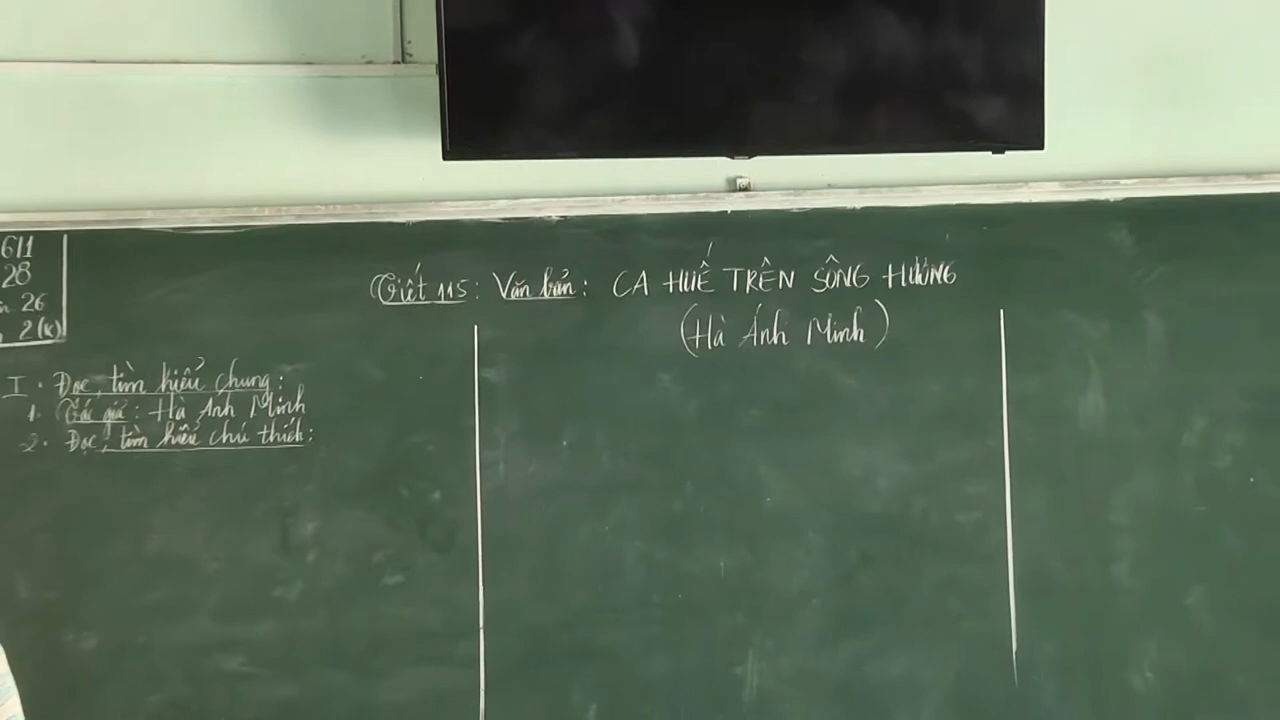 611
28
26
2(k)
Tiết 115: Văn bản: CA HUẾ TRÊN SÔNG HƯƠNG
(Hà Ánh Minh)
I. Đọc, tìm hiểu chung:
1. Tác giả: Hà Ánh Minh
2. Đọc, tìm hiểu chú thích: